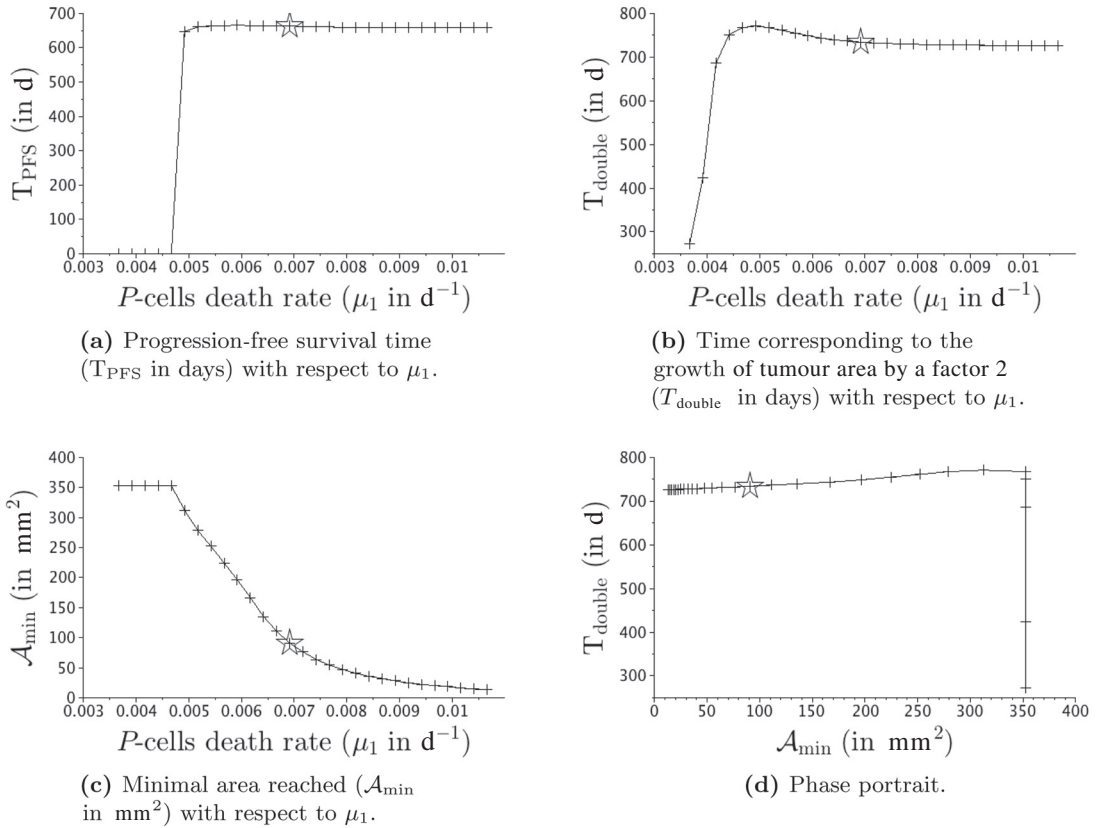 700
600
500
400
300
200
100
0
T_PFS (in d)
0.003 0.004 0.005 0.006 0.007 0.008 0.009 0.01
P-cells death rate (μ₁ in d⁻¹)
(a) Progression-free survival time
(T_PFS in days) with respect to μ₁.
800
700
600
500
400
300
T_double (in d)
0.003 0.004 0.005 0.006 0.007 0.008 0.009 0.01
P-cells death rate (μ₁ in d⁻¹)
(b) Time corresponding to the
growth of tumour area by a factor 2
(T_double in days) with respect to μ₁.
400
350
300
250
200
150
100
50
0
𝒜_min (in mm²)
0.003 0.004 0.005 0.006 0.007 0.008 0.009 0.01
P-cells death rate (μ₁ in d⁻¹)
(c) Minimal area reached (𝒜_min
in mm²) with respect to μ₁.
800
700
600
500
400
300
T_double (in d)
0 50 100 150 200 250 300 350 400
𝒜_min (in mm²)
(d) Phase portrait.